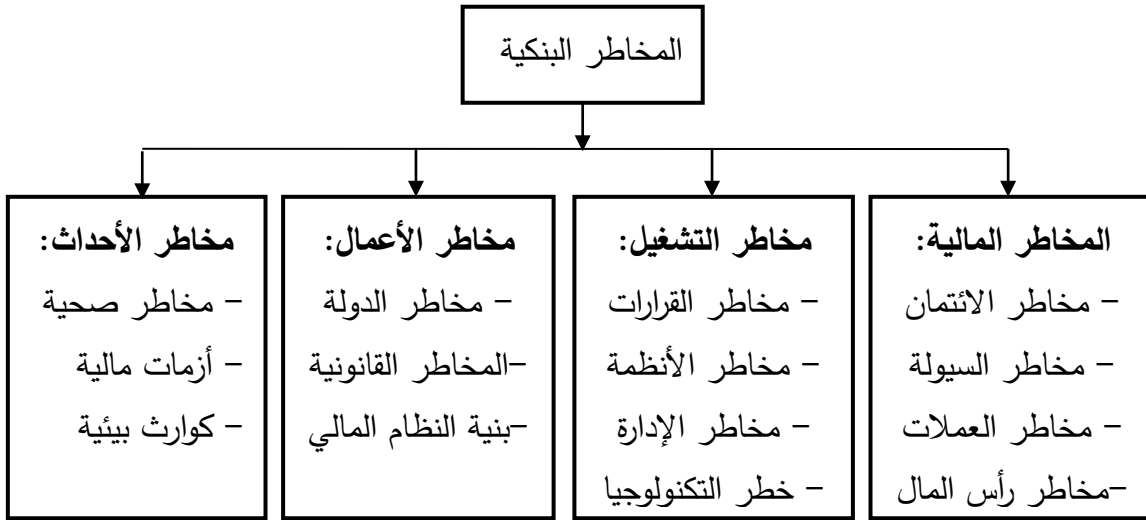 المخاطر البنكية
المخاطر المالية:
– مخاطر الائتمان
– مخاطر السيولة
– مخاطر العملات
–مخاطر رأس المال
مخاطر التشغيل:
– مخاطر القرارات
– مخاطر الأنظمة
– مخاطر الإدارة
– خطر التكنولوجيا
مخاطر الأعمال:
– مخاطر الدولة
–المخاطر القانونية
–بنية النظام المالي
مخاطر الأحداث:
– مخاطر صحية
– أزمات مالية
– كوارث بيئية